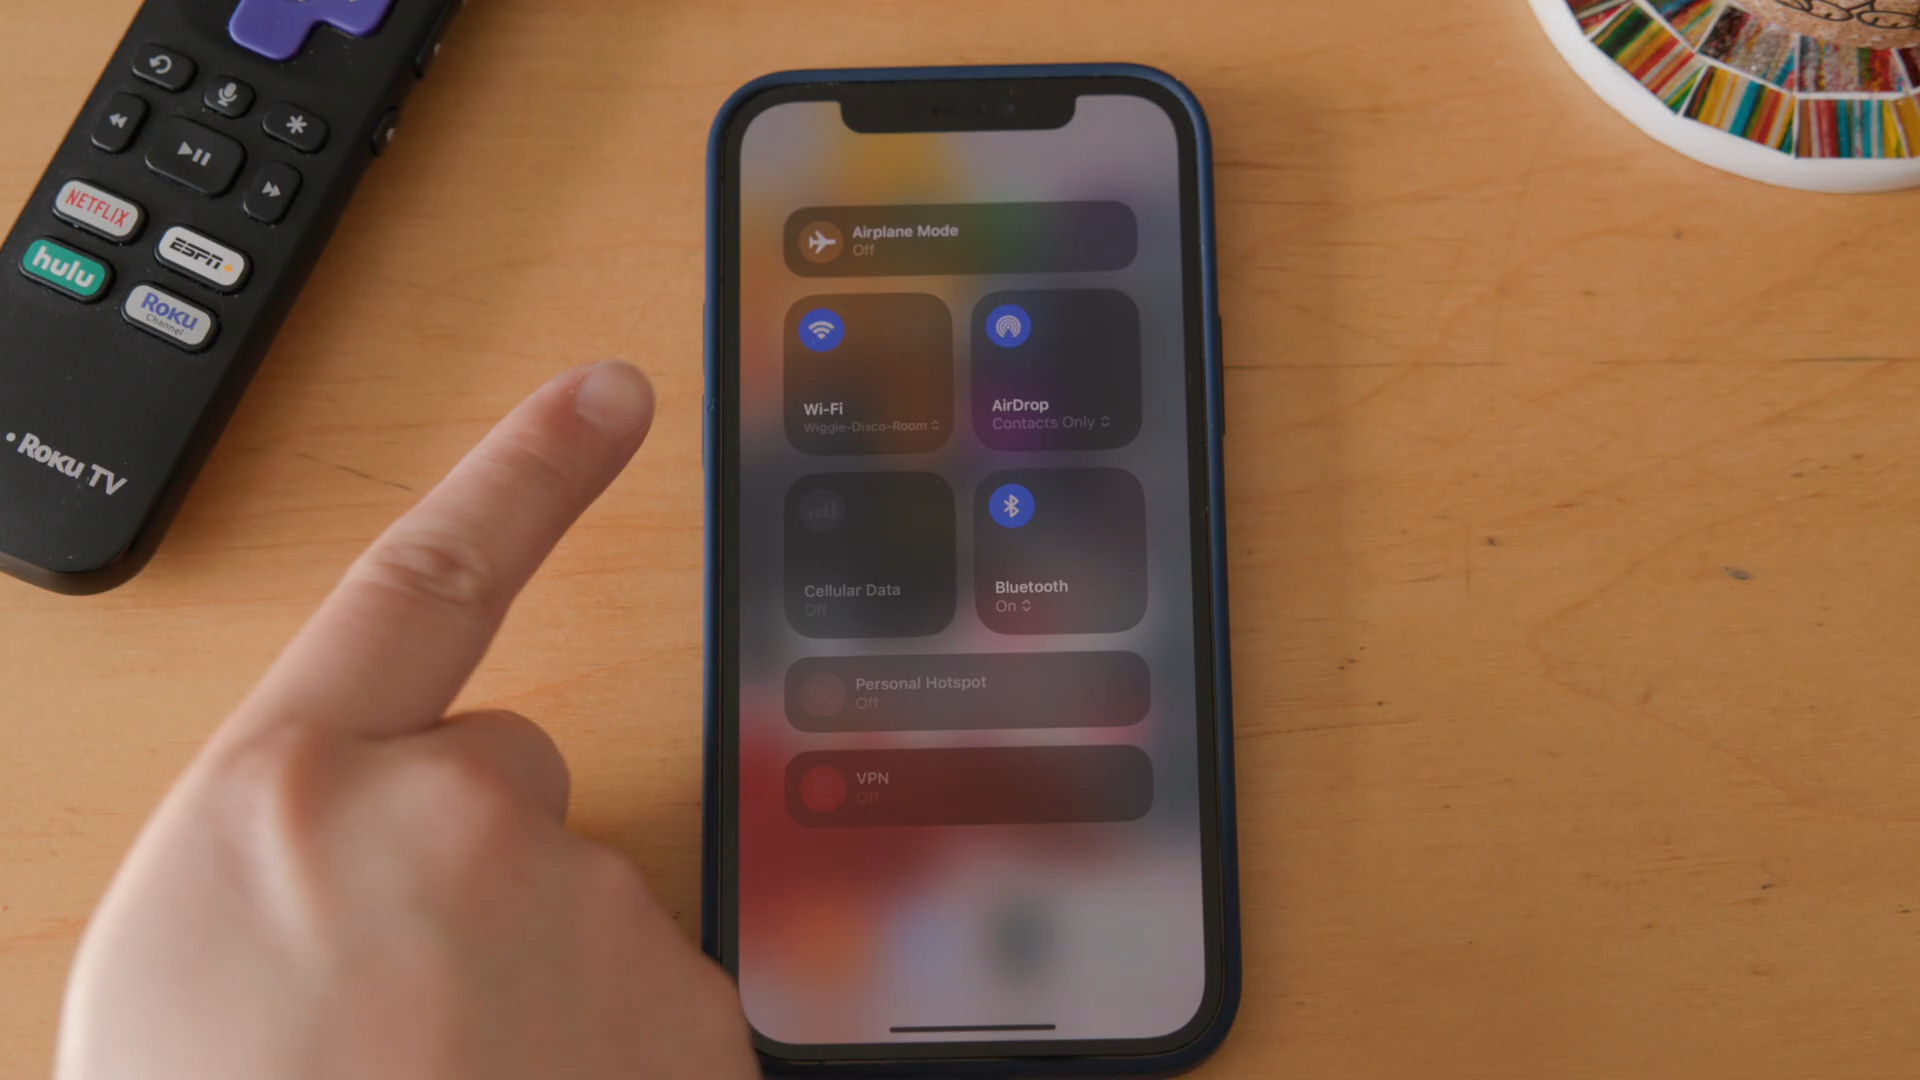 NETFLIX
ESPN+
hulu
Roku
Channel
Roku TV
Airplane Mode
Off
Wi-Fi
Wiggle-Disco-Room
AirDrop
Contacts Only
Cellular Data
Off
Bluetooth
On
Personal Hotspot
Off
VPN
Off